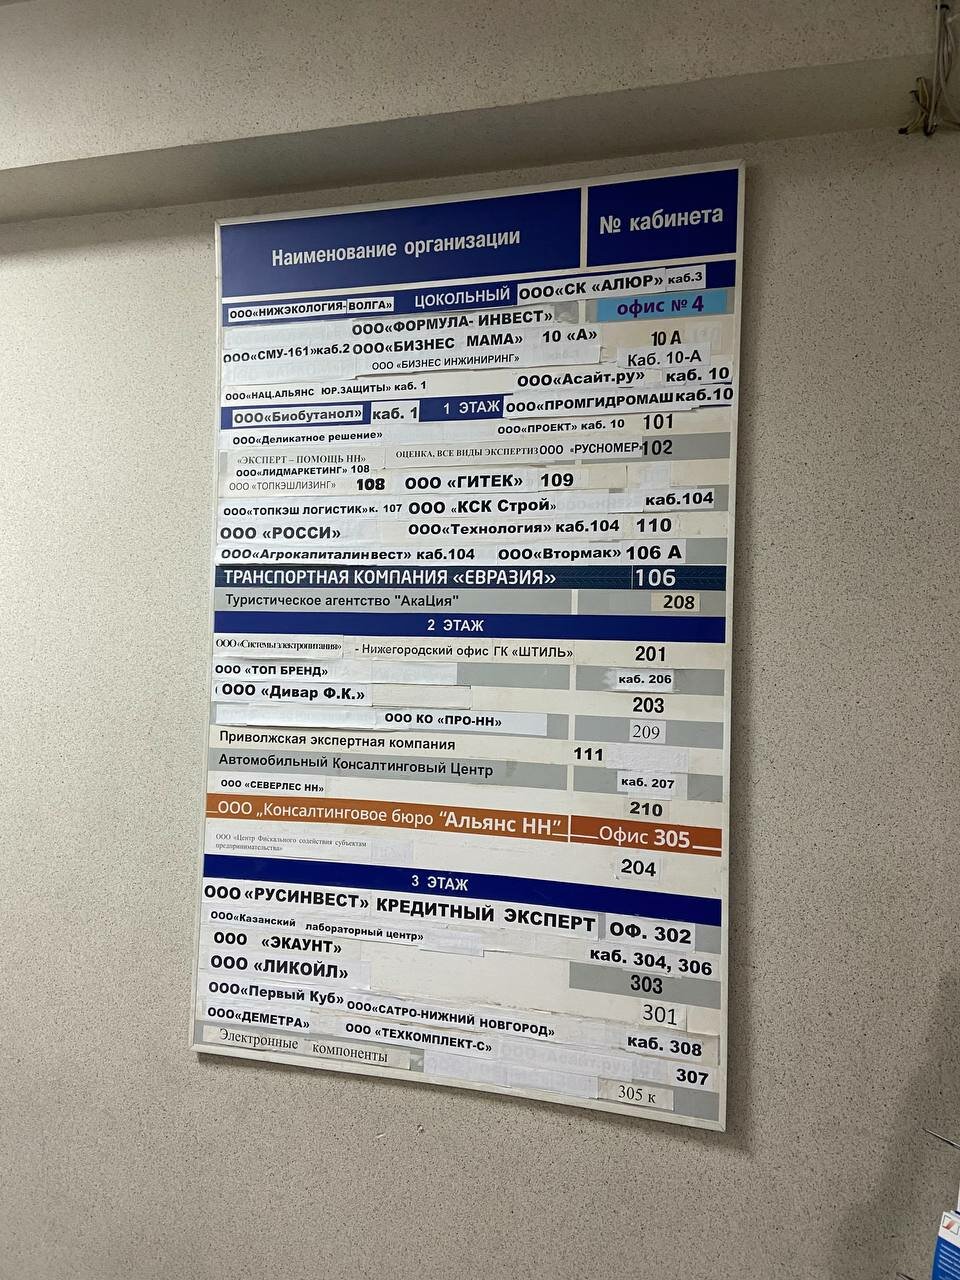 Наименование организации № кабинета
ООО«НИЖЭКОЛОГИЯ-ВОЛГА» ЦОКОЛЬНЫЙ ООО«СК «АЛЮР» каб.3
ООО«ФОРМУЛА- ИНВЕСТ» офис № 4
ООО«СМУ-161»каб.2 ООО«БИЗНЕС МАМА» 10 «А» 10 А
ООО «БИЗНЕС ИНЖИНИРИНГ» Каб. 10-А
ООО«НАЦ.АЛЬЯНС ЮР.ЗАЩИТЫ» каб. 1 ООО«Асайт.ру» каб. 10
ООО«Биобутанол» каб. 1 1 ЭТАЖ ООО«ПРОМГИДРОМАШ каб.10
ООО«Деликатное решение» ООО«ПРОЕКТ» каб. 10 101
«ЭКСПЕРТ – ПОМОЩЬ НН» ОЦЕНКА, ВСЕ ВИДЫ ЭКСПЕРТИЗ ООО «РУСНОМЕР» 102
ООО«ЛИДМАРКЕТИНГ» 108
ООО «ТОПКЭШЛИЗИНГ» 108 ООО «ГИТЕК» 109
ООО«ТОПКЭШ ЛОГИСТИК»к. 107 ООО «КСК Строй» каб.104
ООО «РОССИ» ООО«Технология» каб.104 110
ООО«Агрокапиталинвест» каб.104 ООО«Втормак» 106 А
ТРАНСПОРТНАЯ КОМПАНИЯ «ЕВРАЗИЯ» 106
Туристическое агентство "АкаЦия" 208
2 ЭТАЖ
ООО«Системы электропитания» - Нижегородский офис ГК «ШТИЛЬ» 201
ООО «ТОП БРЕНД» каб. 206
ООО «Дивар Ф.К.» 203
ООО КО «ПРО-НН» 209
Приволжская экспертная компания 111
Автомобильный Консалтинговый Центр каб. 207
ООО «СЕВЕРЛЕС НН» 210
ООО „Консалтинговое бюро “Альянс НН” Офис 305
ООО «Центр Фискального содействия субъектам
предпринимательства» 204
3 ЭТАЖ
ООО «РУСИНВЕСТ» КРЕДИТНЫЙ ЭКСПЕРТ ОФ. 302
ООО«Казанский лабораторный центр» каб. 304, 306
ООО «ЭКАУНТ» 303
ООО «ЛИКОЙЛ» 301
ООО«Первый Куб» ООО«САТРО-НИЖНИЙ НОВГОРОД» каб. 308
ООО«ДЕМЕТРА» ООО «ТЕХКОМПЛЕКТ-С» 307
Электронные компоненты 305 к